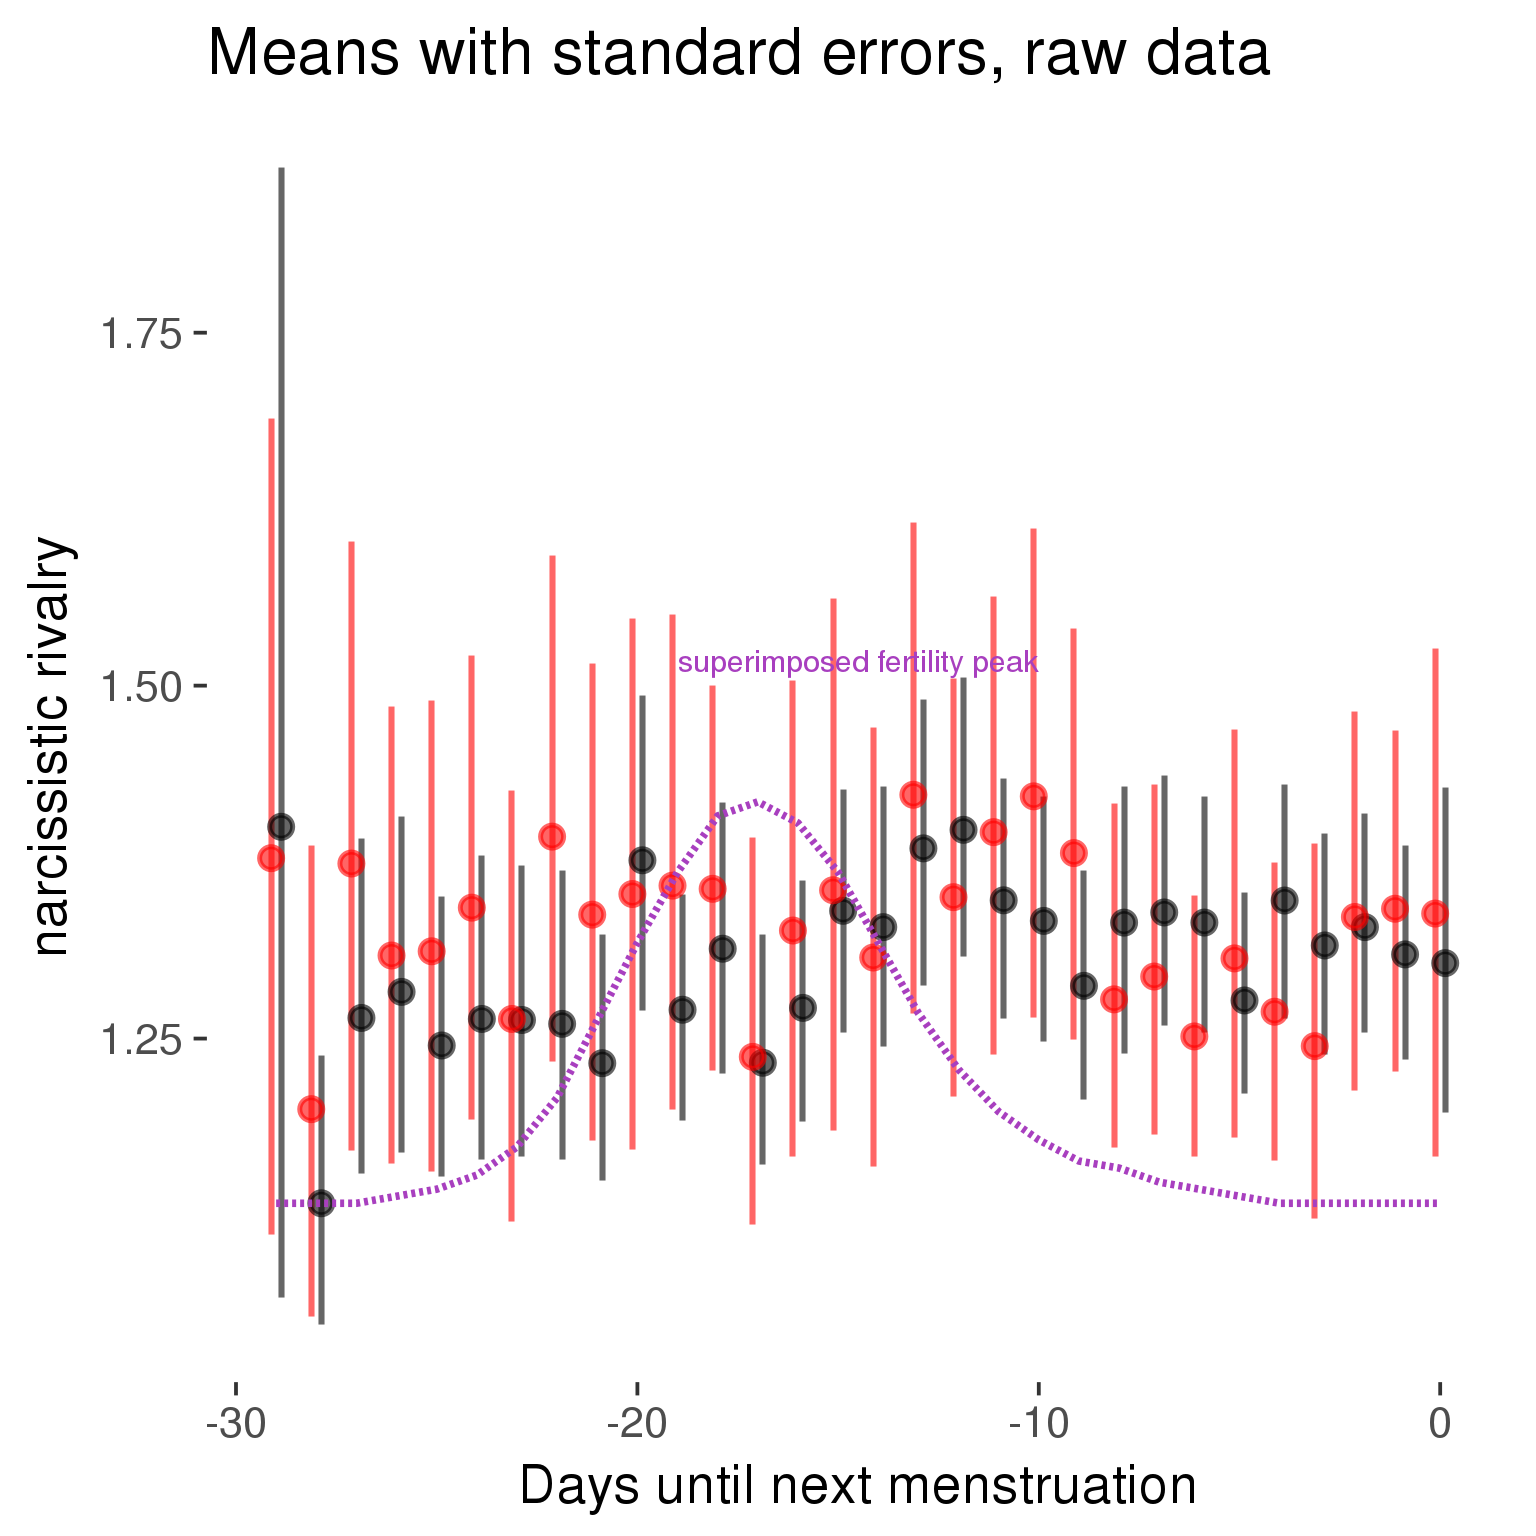 Means with standard errors, raw data
narcissistic rivalry
1.75
1.50
1.25
superimposed fertility peak
-30
-20
-10
0
Days until next menstruation